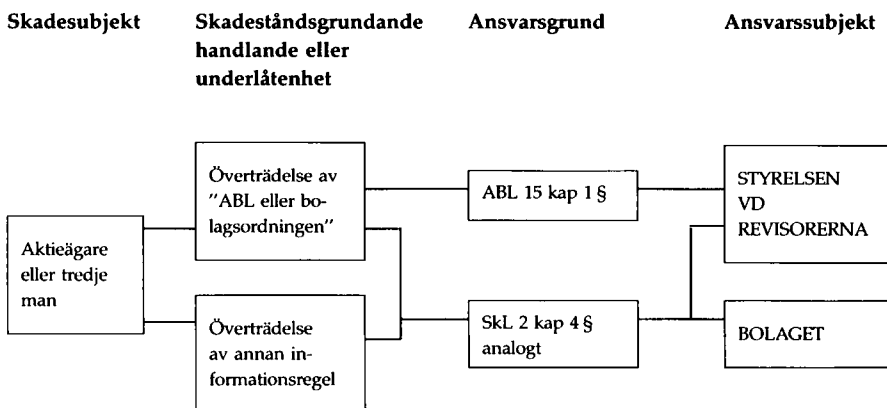 Skadesubjekt
Skadeståndsgrundande
handlande eller
underlåtenhet
Ansvarsgrund
Ansvarssubjekt
Aktieägare
eller tredje
man
Överträdelse av
"ABL eller bo-
lagsordningen"
Överträdelse
av annan in-
formationsregel
ABL 15 kap 1 §
SkL 2 kap 4 §
analogt
STYRELSEN
VD
REVISORERNA
BOLAGET